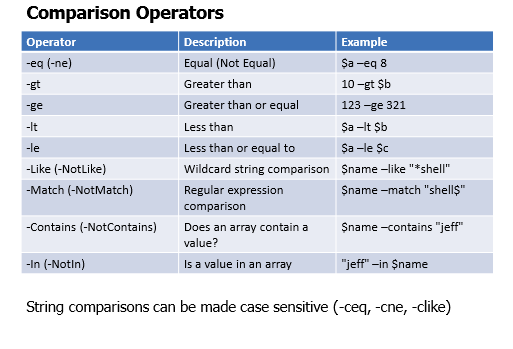 Comparison Operators
Operator Description Example
-eq (-ne) Equal (Not Equal) $a –eq 8
-gt Greater than 10 –gt $b
-ge Greater than or equal 123 –ge 321
-lt Less than $a –lt $b
-le Less than or equal to $a –le $c
-Like (-NotLike) Wildcard string comparison $name –like "*shell"
-Match (-NotMatch) Regular expression $name –match "shell$"
comparison
-Contains (-NotContains) Does an array contain a $name –contains "jeff"
value?
-In (-NotIn) Is a value in an array "jeff" –in $name
String comparisons can be made case sensitive (-ceq, -cne, -clike)